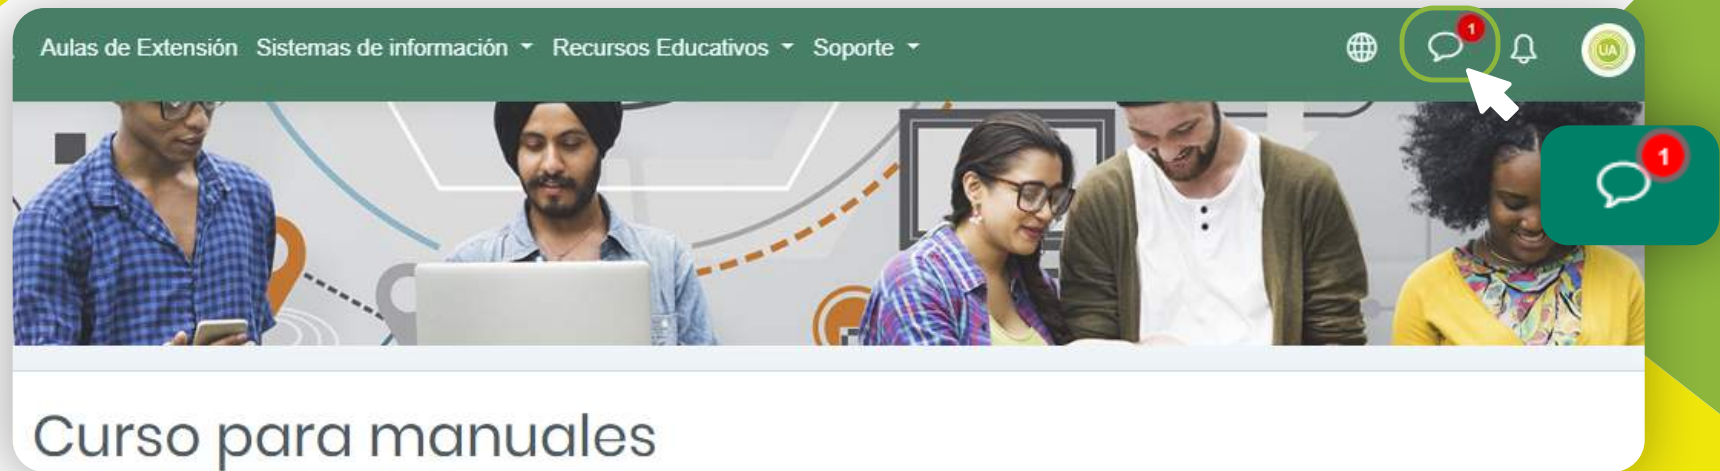 Aulas de Extensión Sistemas de información Recursos Educativos Soporte
1
UA
1
Curso para manuales